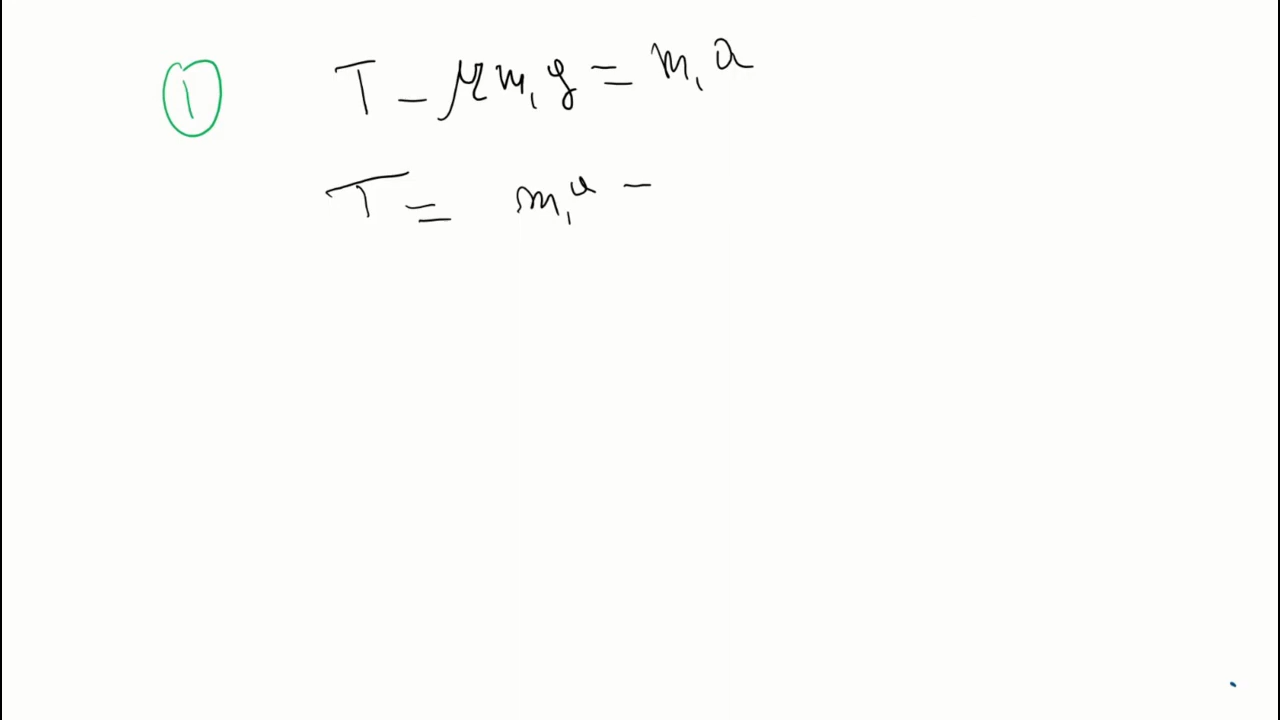 ① T - μm₁g = m₁a
T = m₁a -